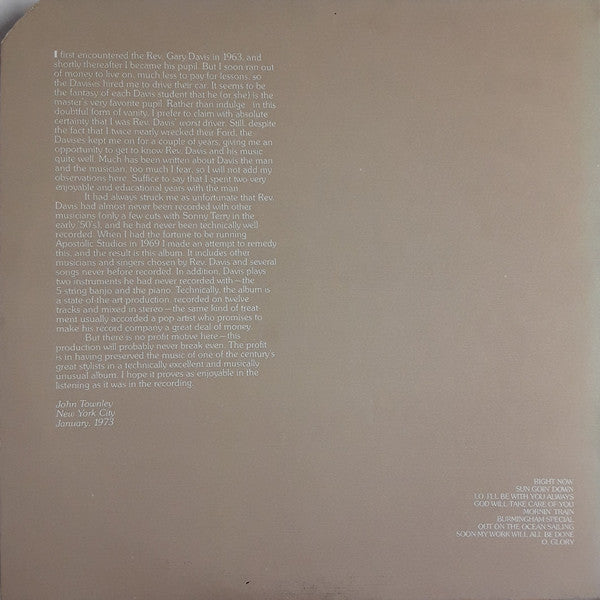 I first encountered the Rev. Gary Davis in 1963, and
shortly thereafter I became his pupil. But I soon ran out
of money to live on, much less to pay for lessons, so
the Davises hired me to drive their car. It seems to be
the fantasy of each Davis student that he (or she) is the
master's very favorite pupil. Rather than indulge in this
doubtful form of vanity, I prefer to claim with absolute
certainty that I was Rev. Davis' worst driver. Still, despite
the fact that I twice nearly wrecked their Ford, the
Davises kept me on for a couple of years, giving me an
opportunity to get to know Rev. Davis and his music
quite well. Much has been written about Davis the man
and the musician, too much I fear, so I will not add my
observations here. Suffice to say that I spent two very
enjoyable and educational years with the man.
It had always struck me as unfortunate that Rev.
Davis had almost never been recorded with other
musicians (only a few cuts with Sonny Terry in the
early '50's), and he had never been technically well
recorded. When I had the fortune to be running
Apostolic Studios in 1969 I made an attempt to remedy
this, and the result is this album. It includes other
musicians and singers chosen by Rev. Davis and several
songs never before recorded. In addition, Davis plays
two instruments he had never recorded with—the
5-string banjo and the piano. Technically, the album is
a state-of-the-art production, recorded on twelve
tracks and mixed in stereo—the same kind of treat-
ment usually accorded a pop artist who promises to
make his record company a great deal of money.
But there is no profit motive here—this
production will probably never break even. The profit
is in having preserved the music of one of the century's
great stylists in a technically excellent and musically
unusual album. I hope it proves as enjoyable in the
listening as it was in the recording.
John Townley
New York City
January, 1973
RIGHT NOW
SUN GOIN' DOWN
LO, I'LL BE WITH YOU ALWAYS
GOD WILL TAKE CARE OF YOU
MORNIN' TRAIN
BURMINGHAM SPECIAL
OUT ON THE OCEAN SAILING
SOON MY WORK WILL ALL BE DONE
O, GLORY